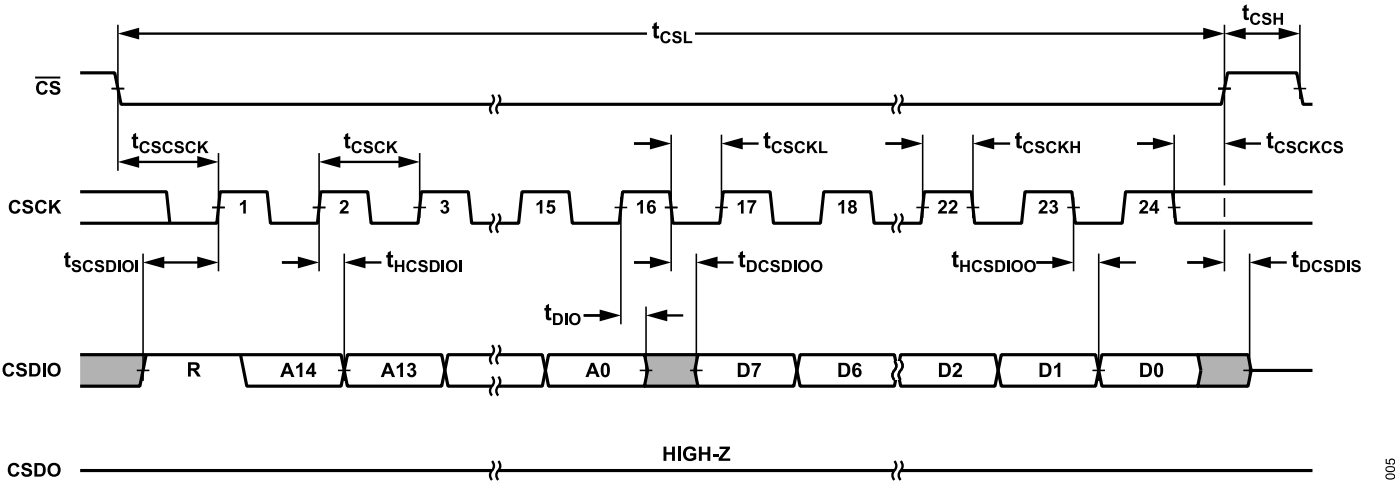 tCSL
tCSH
CS
tCSCSCK
tCSCK
tCSCKL
tCSCKH
tCSCKCS
CSCK
1 2 3 15 16 17 18 22 23 24
tSCSDIOI
tHCSDIOI
tDCSDIOO
tHCSDIOO
tDCSDIS
tDIO
CSDIO
R A14 A13 A0 D7 D6 D2 D1 D0
HIGH-Z
CSDO
005